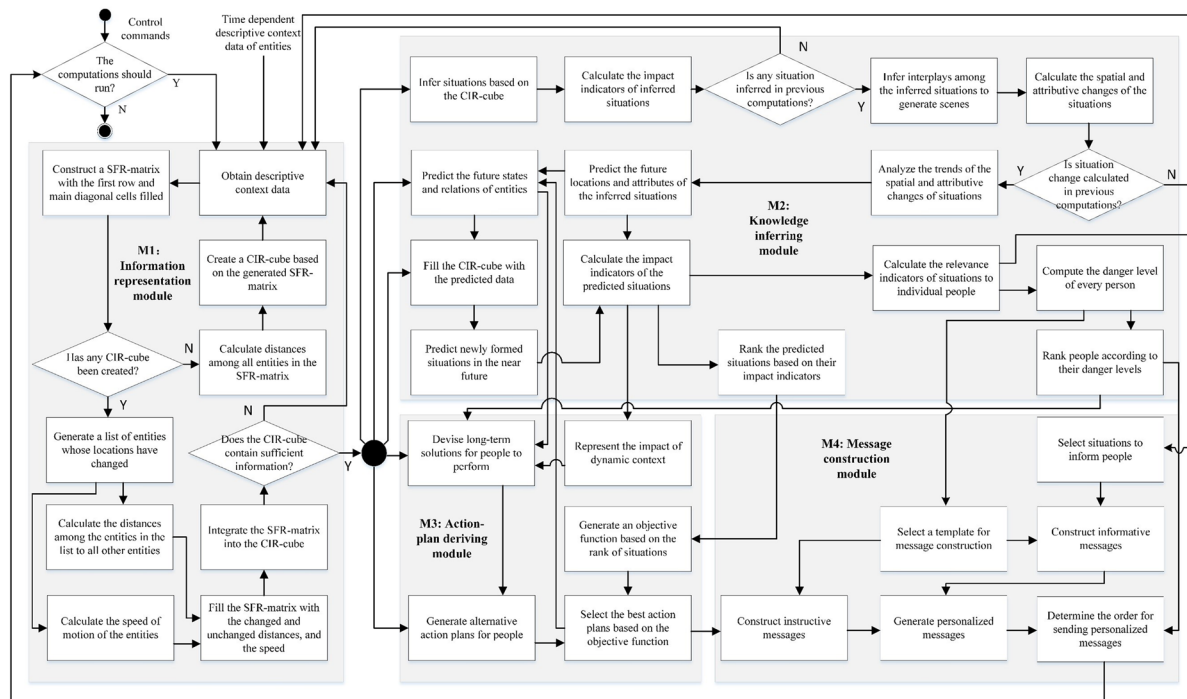 Control
commands
The
computations should
run?
Y
N
Time dependent
descriptive context
data of entities
Construct a SFR-matrix
with the first row and
main diagonal cells filled
Obtain descriptive
context data
M1:
Information
representation
module
Create a CIR-cube based
on the generated SFR-
matrix
Has any CIR-cube
been created?
N
Y
Calculate distances
among all entities in the
SFR-matrix
Generate a list of entities
whose locations have
changed
N
Does the CIR-cube
contain sufficient
information?
Y
Calculate the distances
among the entities in the
list to all other entities
Integrate the SFR-matrix
into the CIR-cube
Calculate the speed of
motion of the entities
Fill the SFR-matrix with
the changed and
unchanged distances, and
the speed
Infer situations based on
the CIR-cube
Calculate the impact
indicators of inferred
situations
N
Is any situation
inferred in previous
computations?
Y
Infer interplays among
the inferred situations to
generate scenes
Calculate the spatial and
attributive changes of the
situations
Predict the future states
and relations of entities
Predict the future
locations and attributes of
the inferred situations
M2:
Knowledge
inferring
module
Analyze the trends of the
spatial and attributive
changes of situations
Y
Is situation
change calculated
in previous
computations?
N
Fill the CIR-cube with
the predicted data
Calculate the impact
indicators of the
predicted situations
Calculate the relevance
indicators of situations to
individual people
Compute the danger level
of every person
Predict newly formed
situations in the near
future
Rank the predicted
situations based on their
impact indicators
Rank people according to
their danger levels
Devise long-term
solutions for people to
perform
Represent the impact of
dynamic context
M4: Message
construction
module
Select situations to
inform people
M3: Action-
plan deriving
module
Generate an objective
function based on the
rank of situations
Select a template for
message construction
Construct informative
messages
Generate alternative
action plans for people
Select the best action
plans based on the
objective function
Construct instructive
messages
Generate personalized
messages
Determine the order for
sending personalized
messages